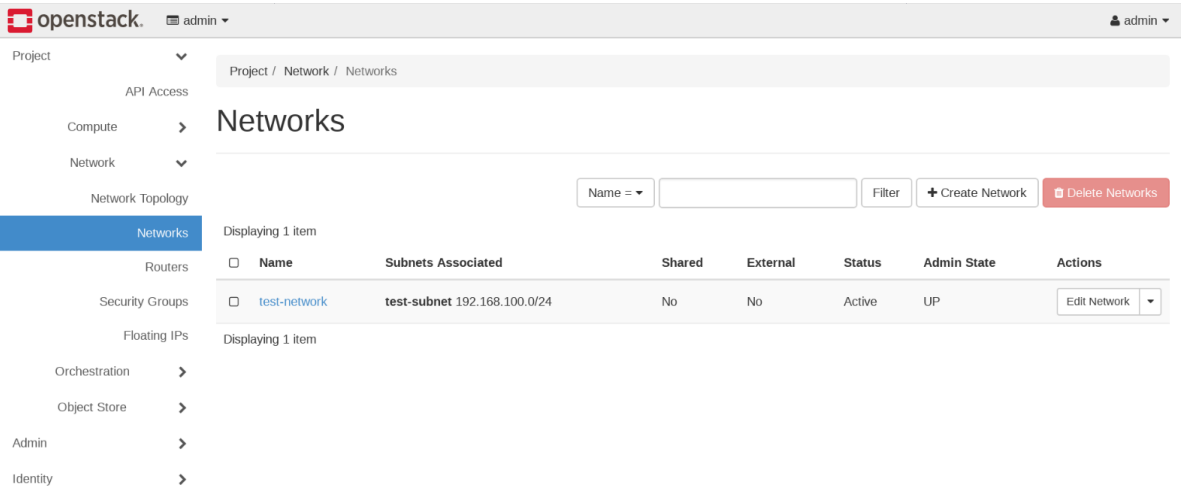 openstack. admin admin
Project
API Access
Compute
Network
Network Topology
Networks
Routers
Security Groups
Floating IPs
Orchestration
Object Store
Admin
Identity
Project / Network / Networks
Networks
Name = Filter + Create Network Delete Networks
Displaying 1 item
Name Subnets Associated Shared External Status Admin State Actions
test-network test-subnet 192.168.100.0/24 No No Active UP Edit Network
Displaying 1 item